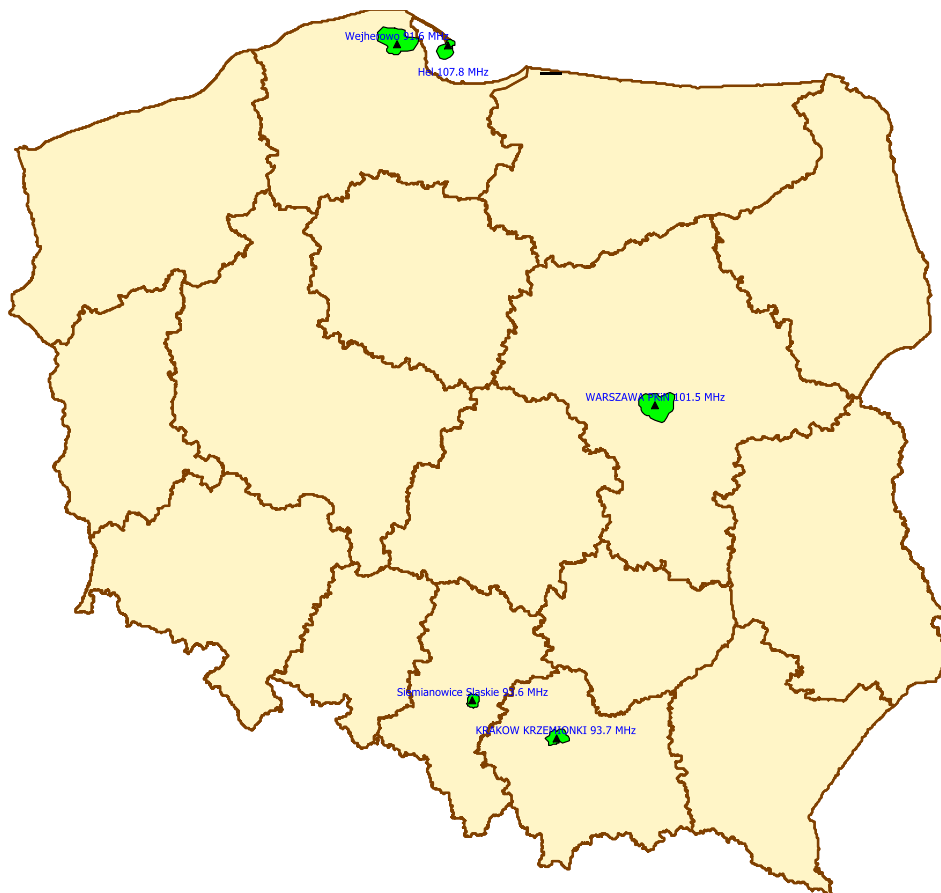 Wejherowo 91.6 MHz
Hel 107.8 MHz
WARSZAWA PKiN 101.5 MHz
Siemianowice Slaskie 93.6 MHz
KRAKOW KRZEMIONKI 93.7 MHz